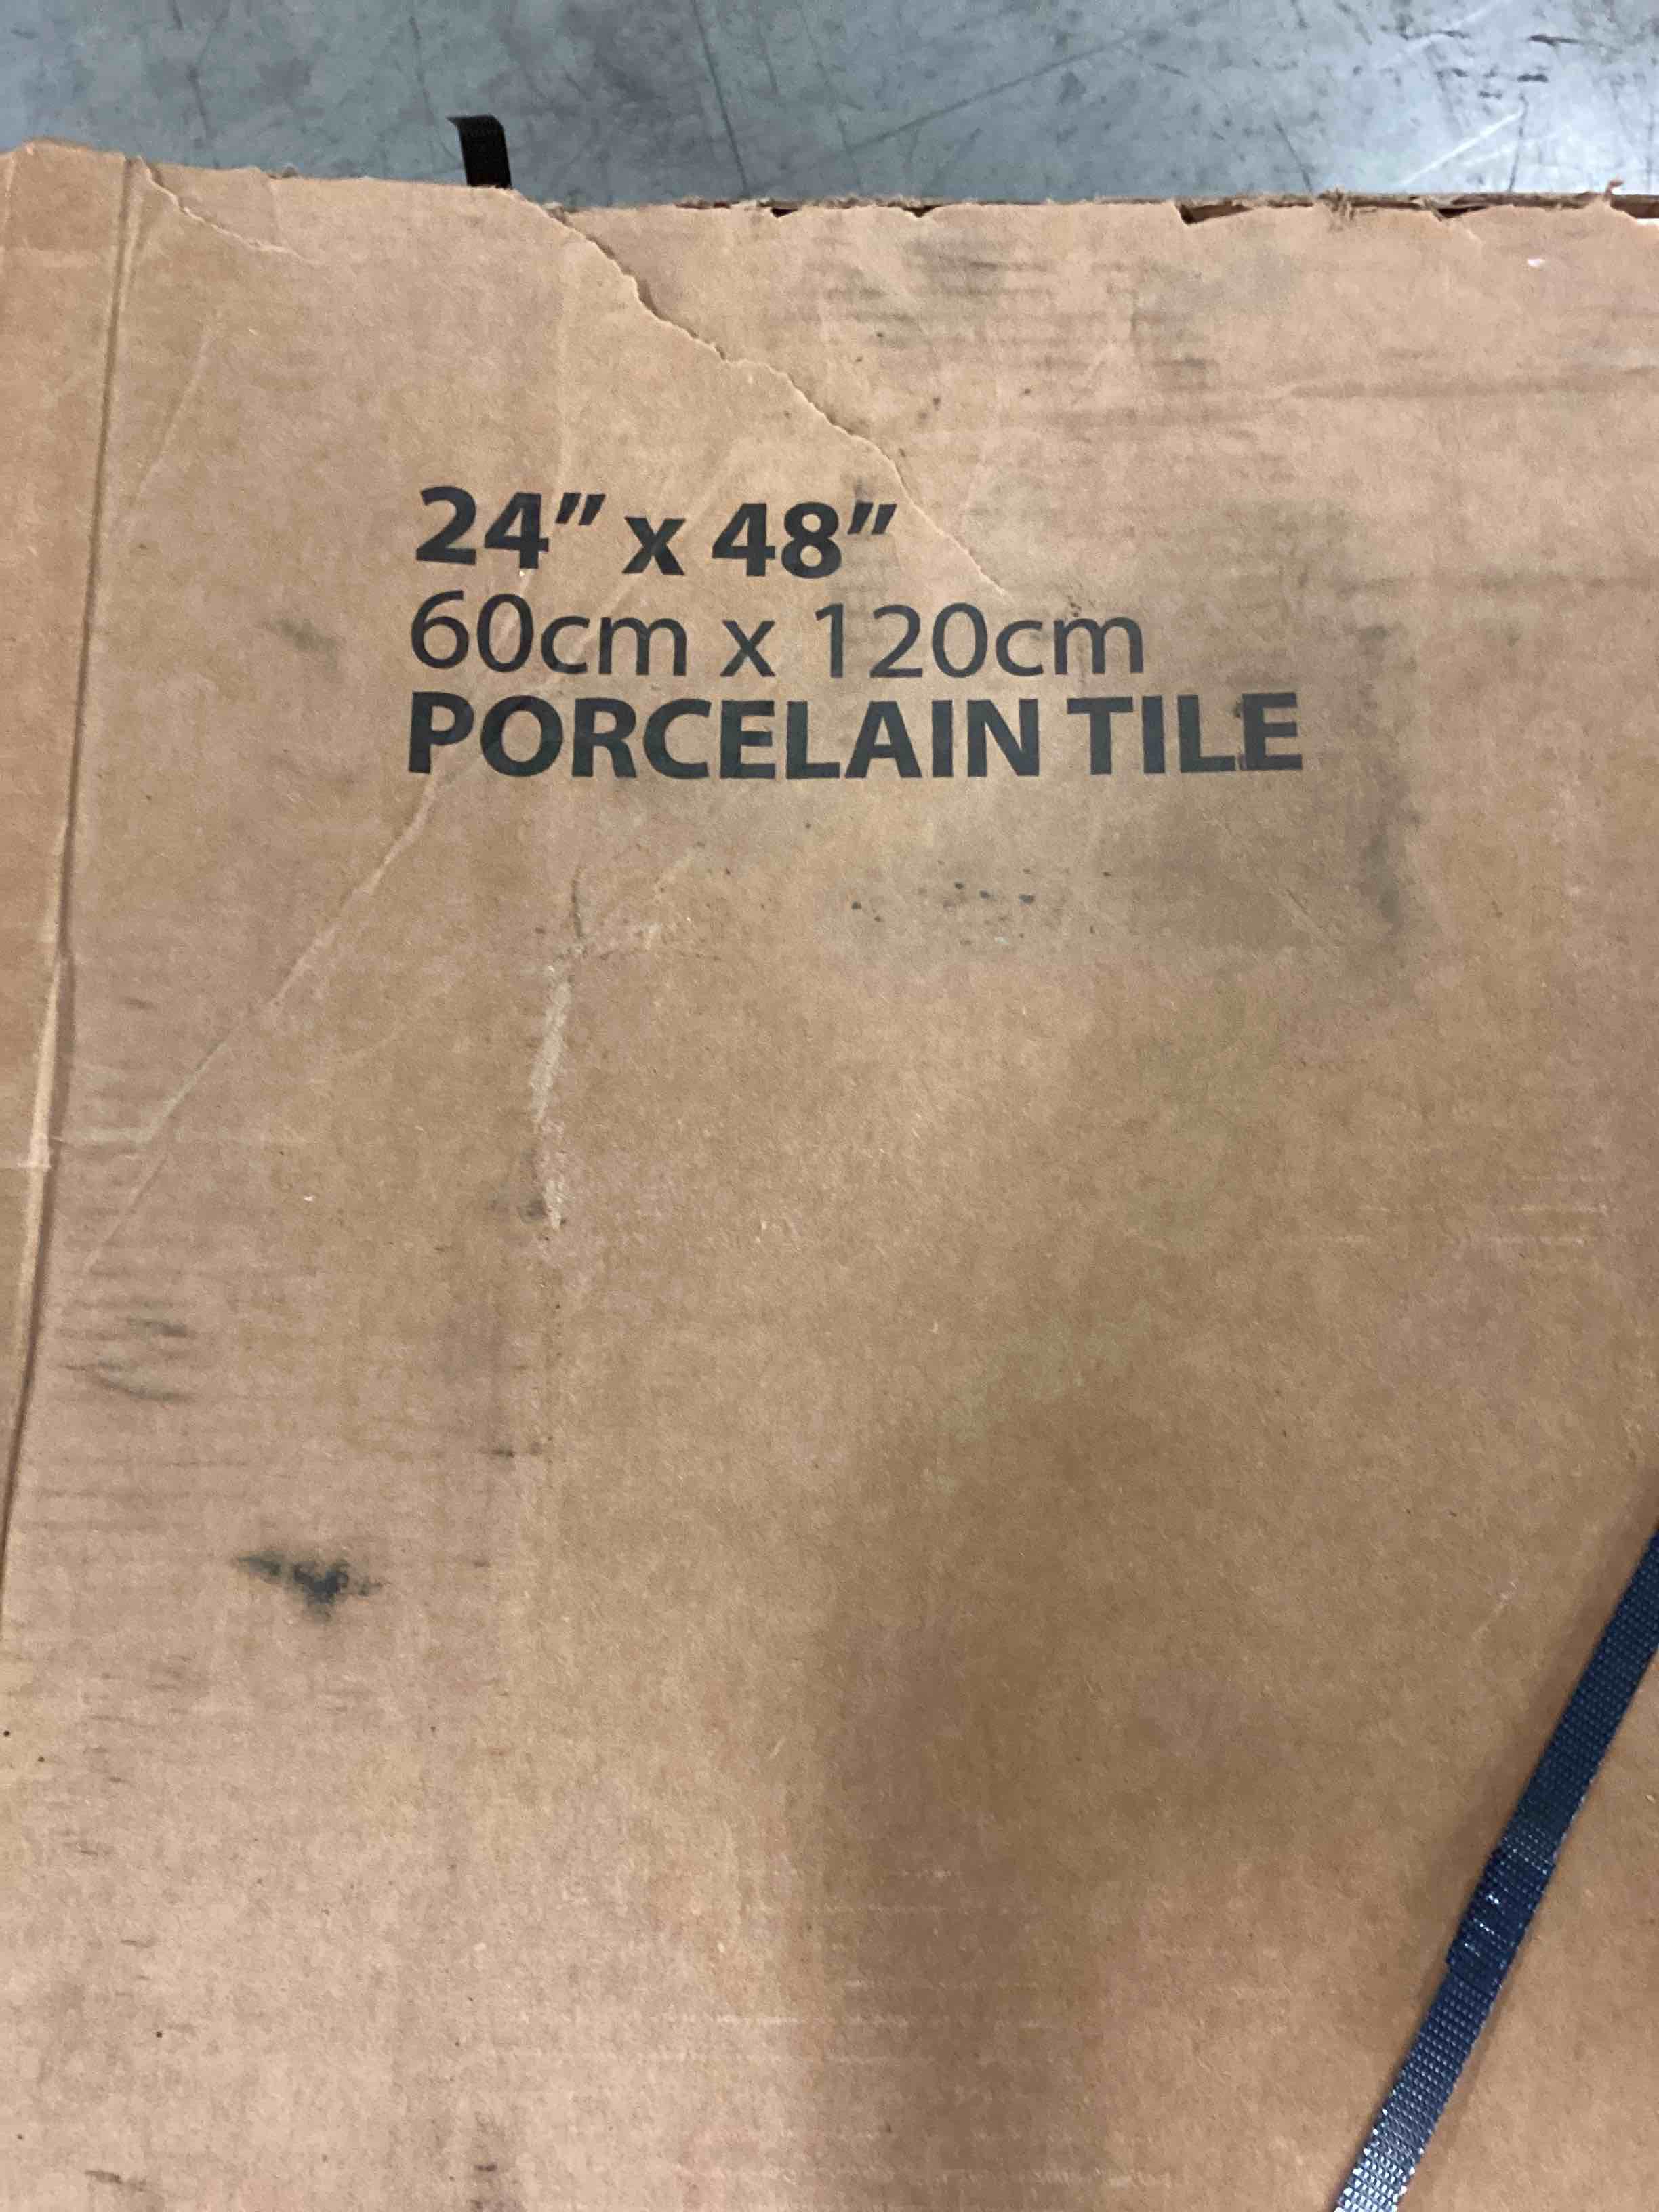 24” x 48”
60cm x 120cm
PORCELAIN TILE